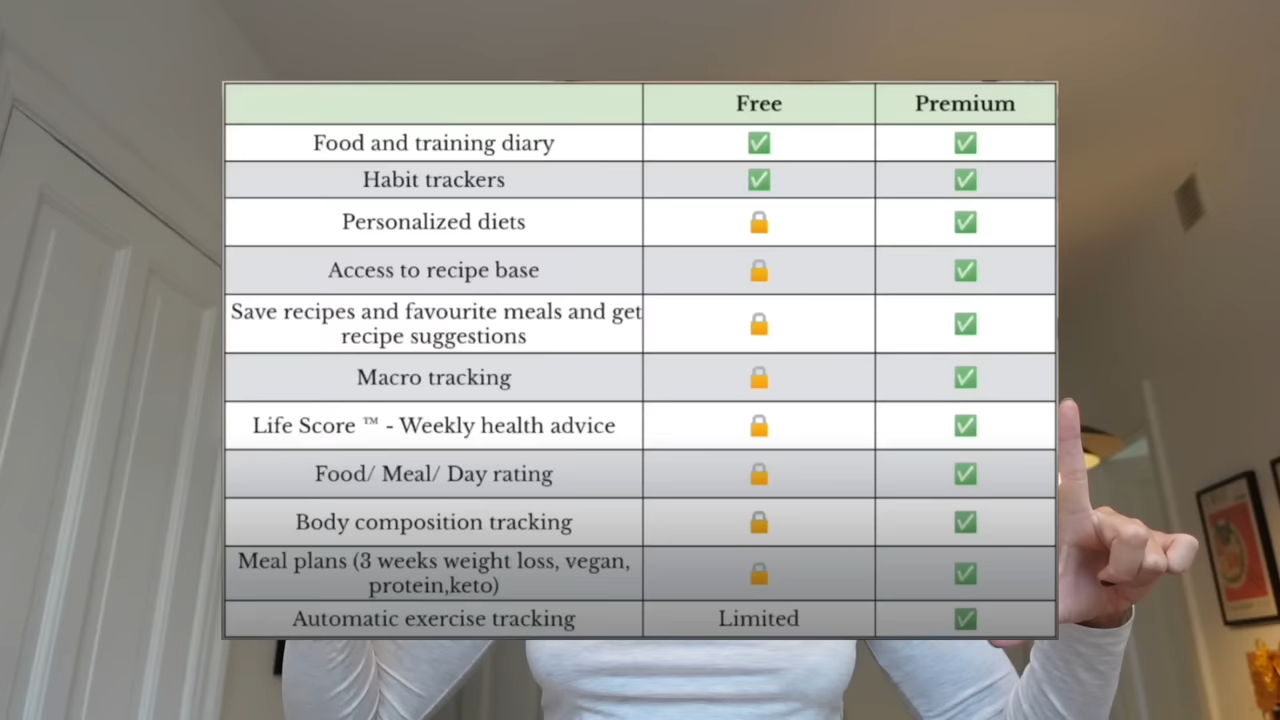 Free Premium
Food and training diary ✅ ✅
Habit trackers ✅ ✅
Personalized diets 🔒 ✅
Access to recipe base 🔒 ✅
Save recipes and favourite meals and get
recipe suggestions 🔒 ✅
Macro tracking 🔒 ✅
Life Score ™ - Weekly health advice 🔒 ✅
Food/ Meal/ Day rating 🔒 ✅
Body composition tracking 🔒 ✅
Meal plans (3 weeks weight loss, vegan,
protein,keto) 🔒 ✅
Automatic exercise tracking Limited ✅